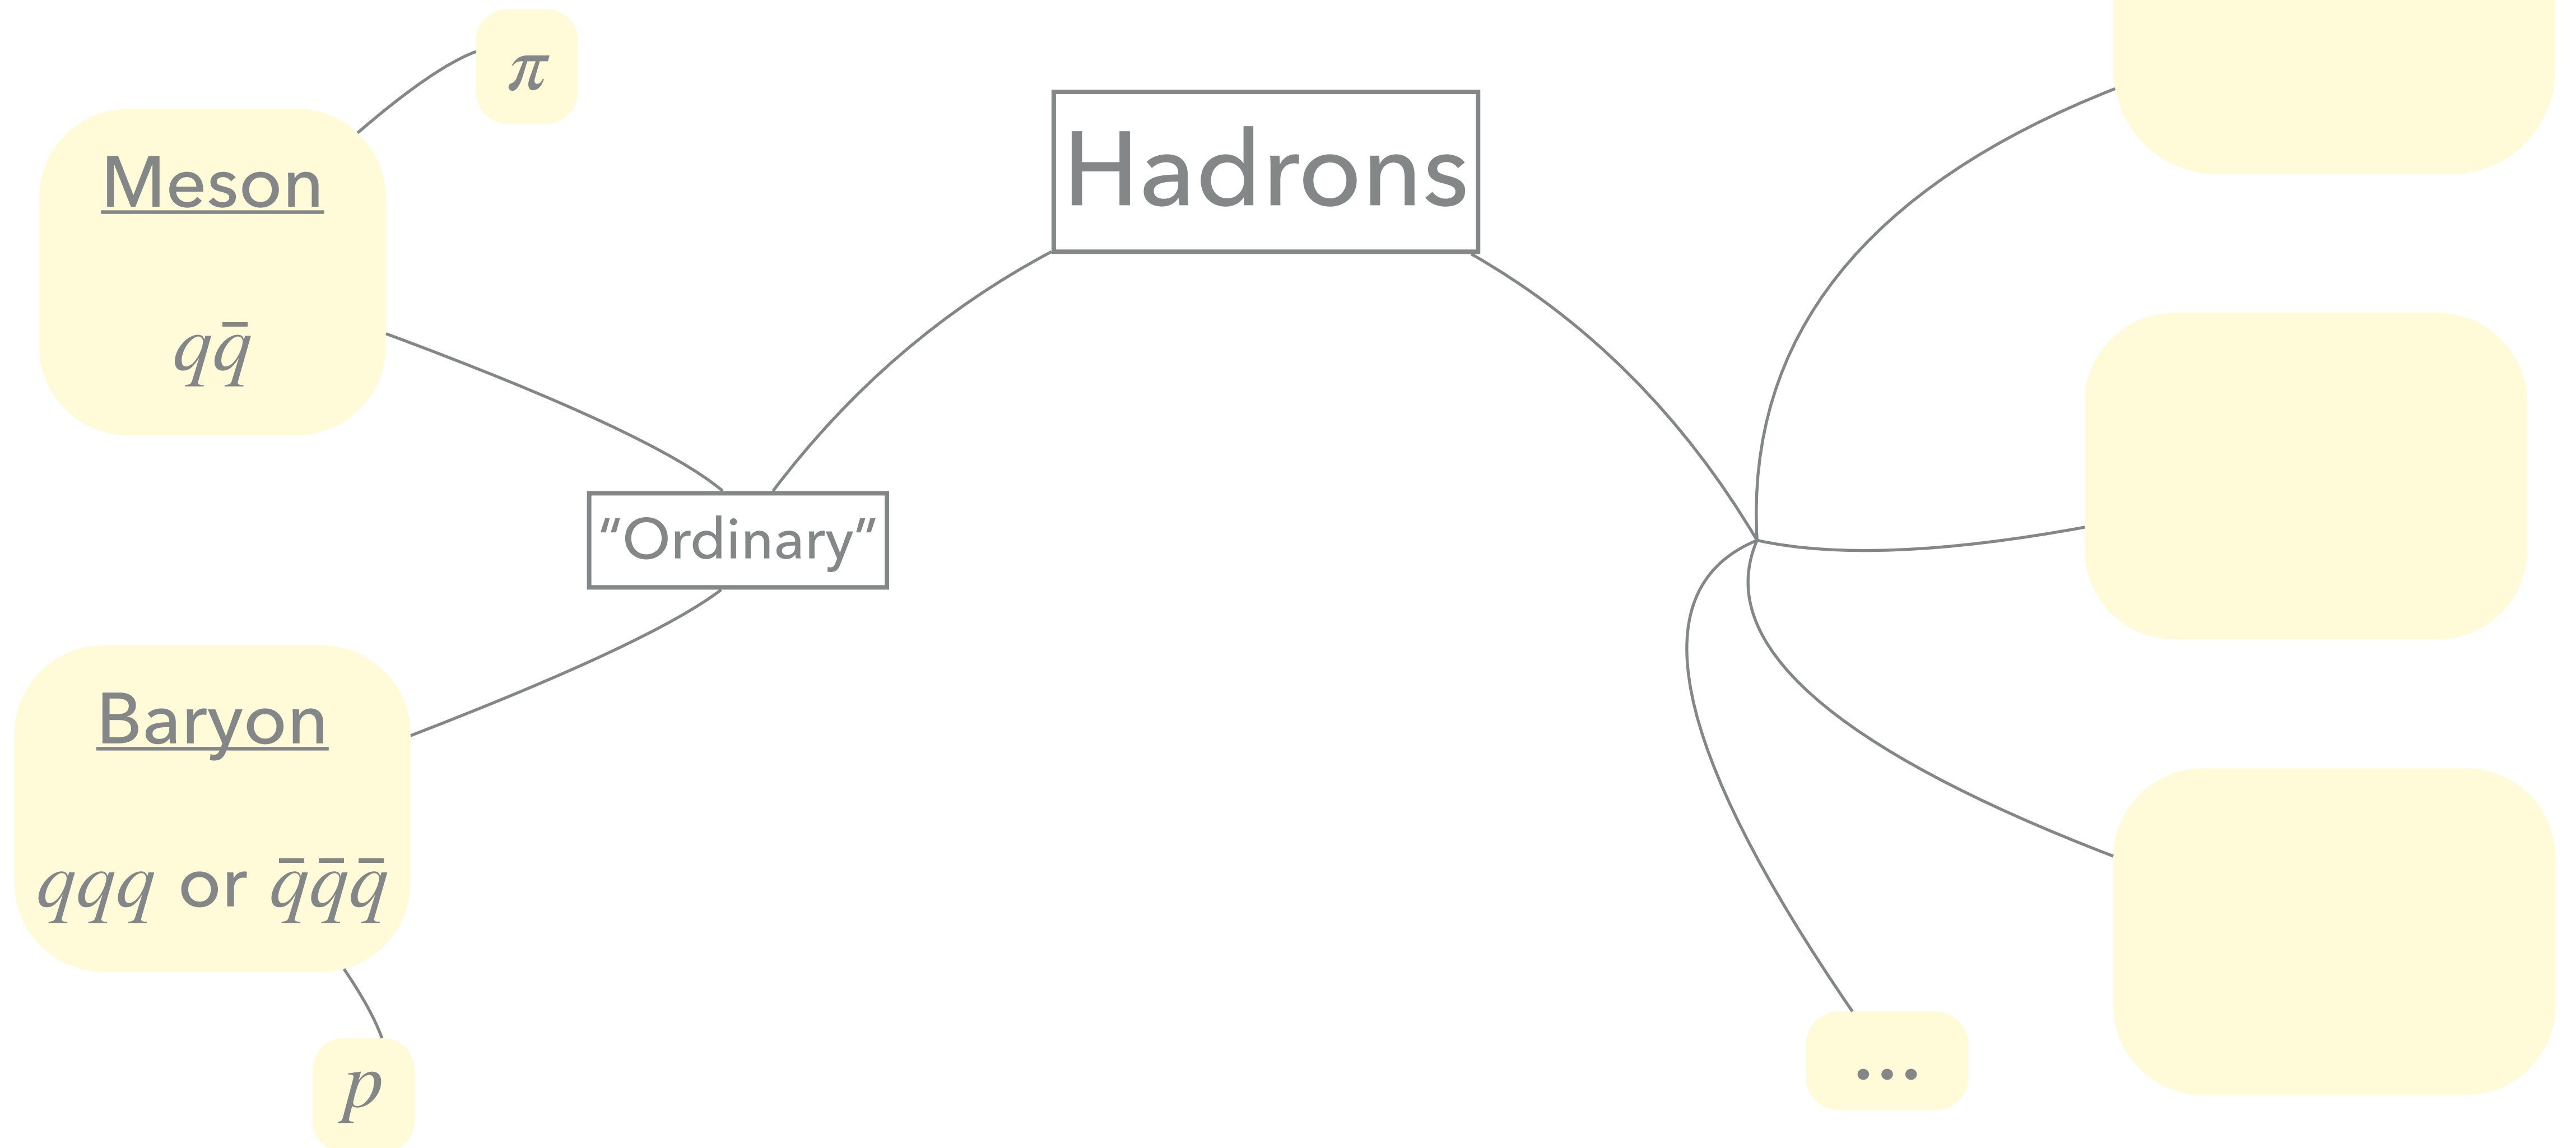 π
Meson
qq̄
Hadrons
“Ordinary“
Baryon
qqq or q̄q̄q̄
p
...